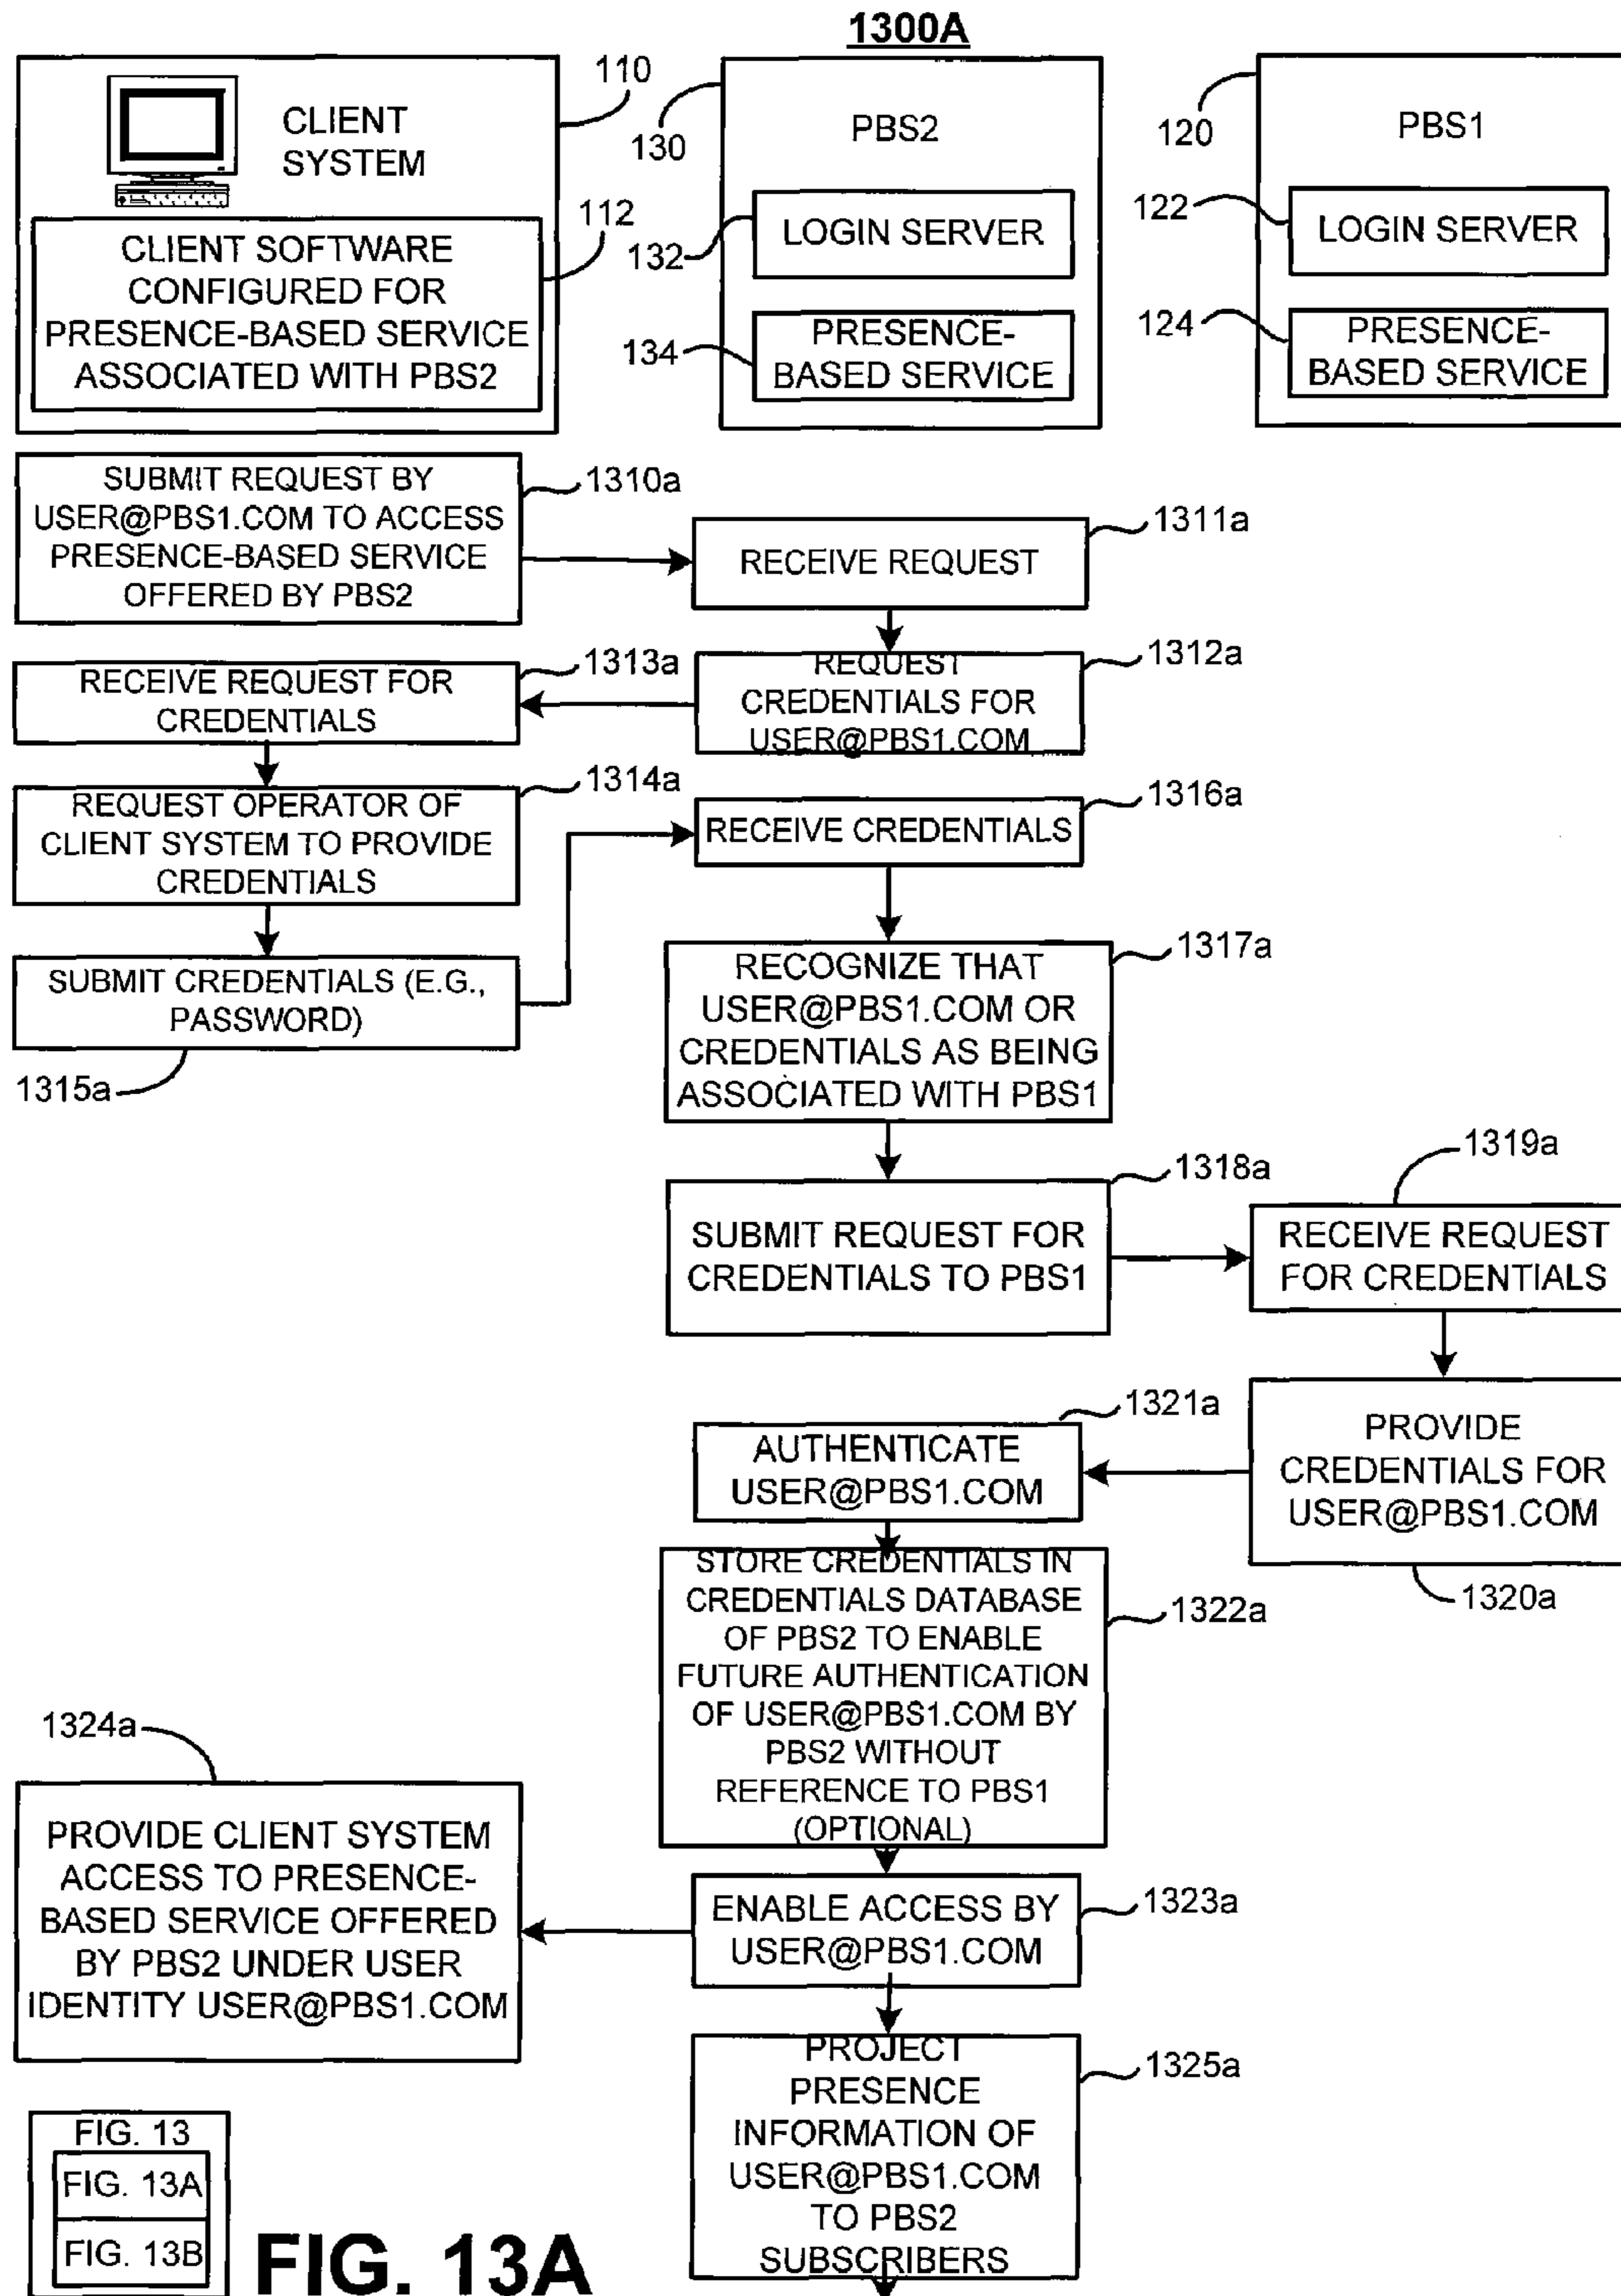 1300A
CLIENT
SYSTEM
110
CLIENT SOFTWARE
CONFIGURED FOR
PRESENCE-BASED SERVICE
ASSOCIATED WITH PBS2
112
130
PBS2
132
LOGIN SERVER
134
PRESENCE-
BASED SERVICE
120
PBS1
122
LOGIN SERVER
124
PRESENCE-
BASED SERVICE
SUBMIT REQUEST BY
USER@PBS1.COM TO ACCESS
PRESENCE-BASED SERVICE
OFFERED BY PBS2
1310a
RECEIVE REQUEST
1311a
REQUEST
CREDENTIALS FOR
USER@PBS1.COM
1312a
RECEIVE REQUEST FOR
CREDENTIALS
1313a
REQUEST OPERATOR OF
CLIENT SYSTEM TO PROVIDE
CREDENTIALS
1314a
SUBMIT CREDENTIALS (E.G.,
PASSWORD)
1315a
RECEIVE CREDENTIALS
1316a
RECOGNIZE THAT
USER@PBS1.COM OR
CREDENTIALS AS BEING
ASSOCIATED WITH PBS1
1317a
SUBMIT REQUEST FOR
CREDENTIALS TO PBS1
1318a
1319a
RECEIVE REQUEST
FOR CREDENTIALS
PROVIDE
CREDENTIALS FOR
USER@PBS1.COM
1320a
AUTHENTICATE
USER@PBS1.COM
1321a
STORE CREDENTIALS IN
CREDENTIALS DATABASE
OF PBS2 TO ENABLE
FUTURE AUTHENTICATION
OF USER@PBS1.COM BY
PBS2 WITHOUT
REFERENCE TO PBS1
(OPTIONAL)
1322a
ENABLE ACCESS BY
USER@PBS1.COM
1323a
1324a
PROVIDE CLIENT SYSTEM
ACCESS TO PRESENCE-
BASED SERVICE OFFERED
BY PBS2 UNDER USER
IDENTITY USER@PBS1.COM
PROJECT
PRESENCE
INFORMATION OF
USER@PBS1.COM
TO PBS2
SUBSCRIBERS
1325a
FIG. 13
FIG. 13A
FIG. 13B
FIG. 13A